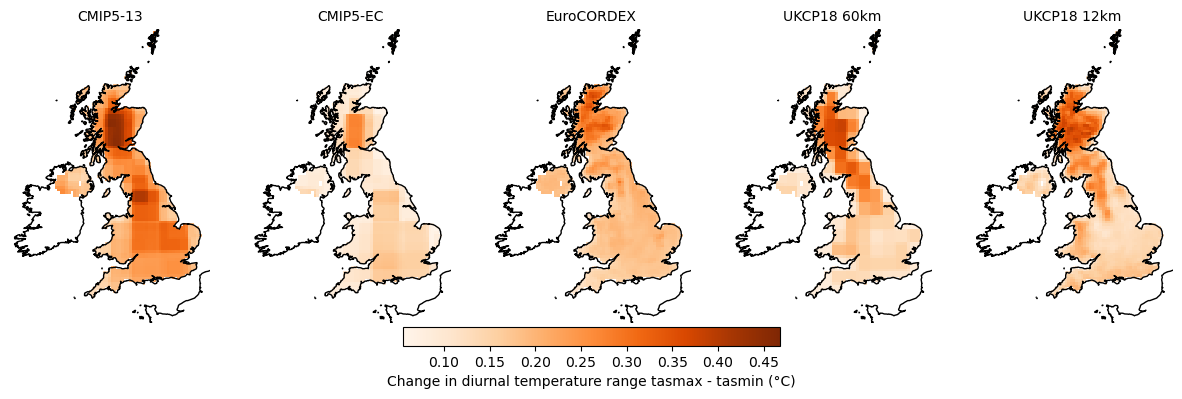 CMIP5-13 CMIP5-EC EuroCORDEX UKCP18 60km UKCP18 12km
0.10 0.15 0.20 0.25 0.30 0.35 0.40 0.45
Change in diurnal temperature range tasmax - tasmin (°C)